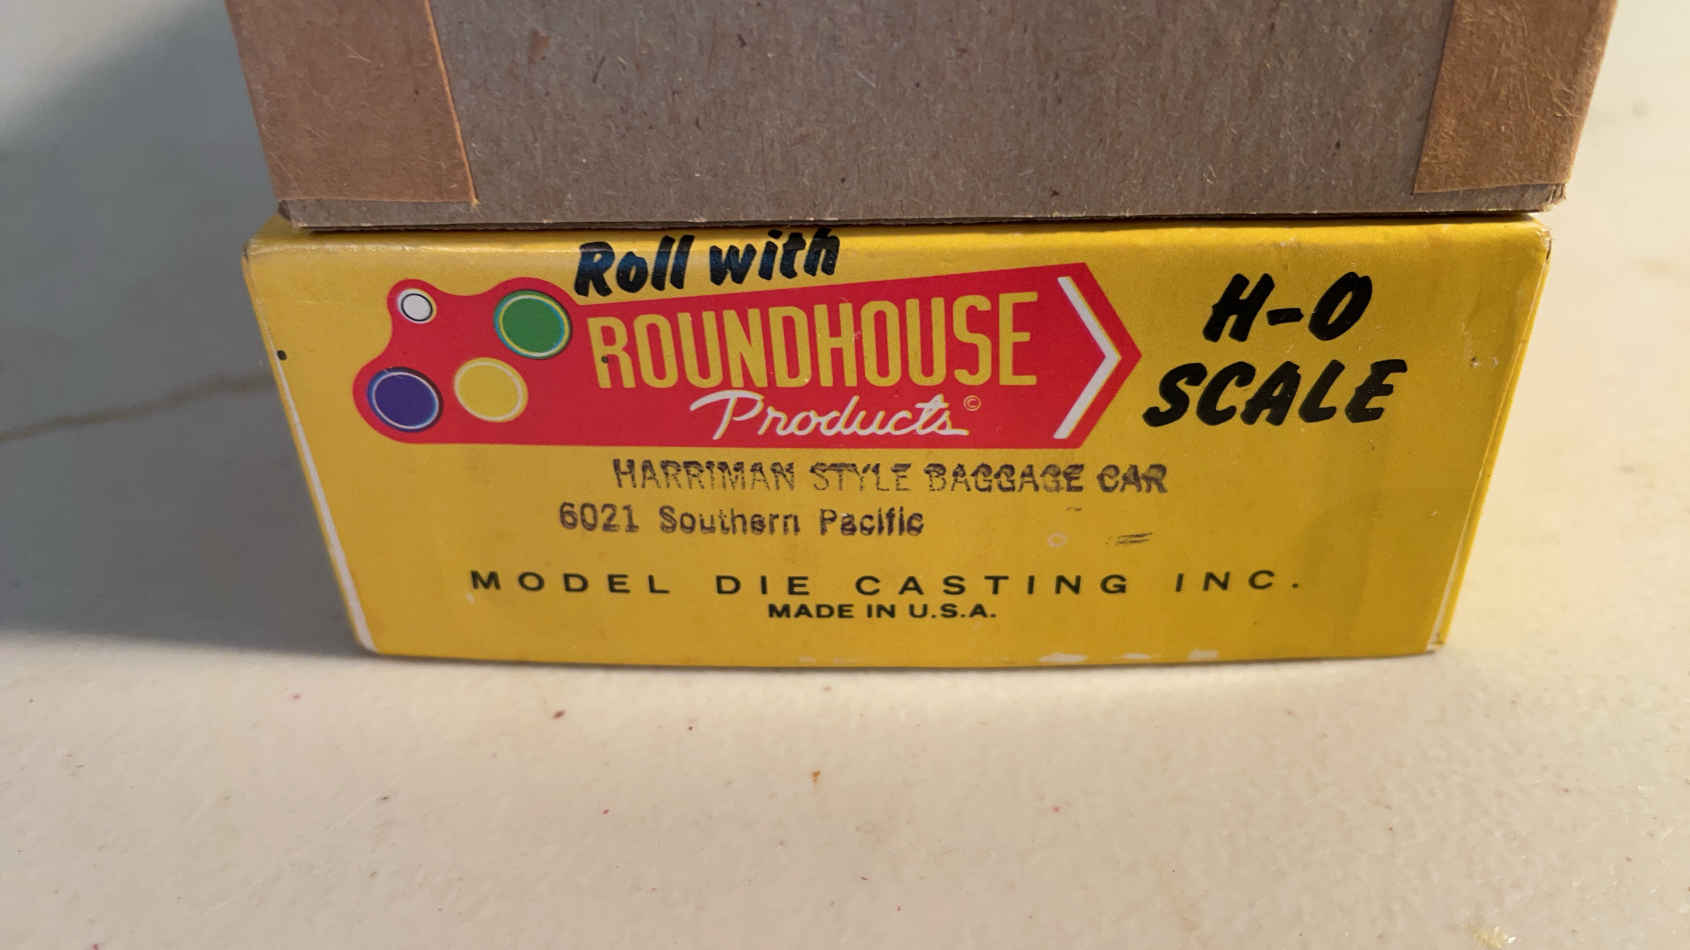 Roll with
ROUNDHOUSE
Products©
H-O
SCALE
HARRIMAN STYLE BAGGAGE CAR
6021 Southern Pacific
MODEL DIE CASTING INC.
MADE IN U.S.A.